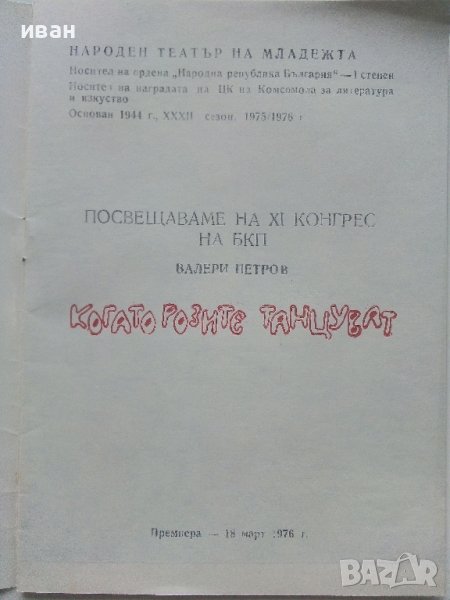 иван
НАРОДЕН ТЕАТЪР НА МЛАДЕЖТА
Носител на ордена „Народна република България“ — I степен
Носител на наградата на ЦК на Комсомола за литература
и изкуство
Основан 1944 г., XXXII сезон, 1975/1976 г
ПОСВЕЩАВАМЕ НА XI КОНГРЕС
НА БКП
ВАЛЕРИ ПЕТРОВ
КОГАТО РОЗИТЕ ТАНЦУВАТ
Премиера — 18 март 1976 г.
BAZAR